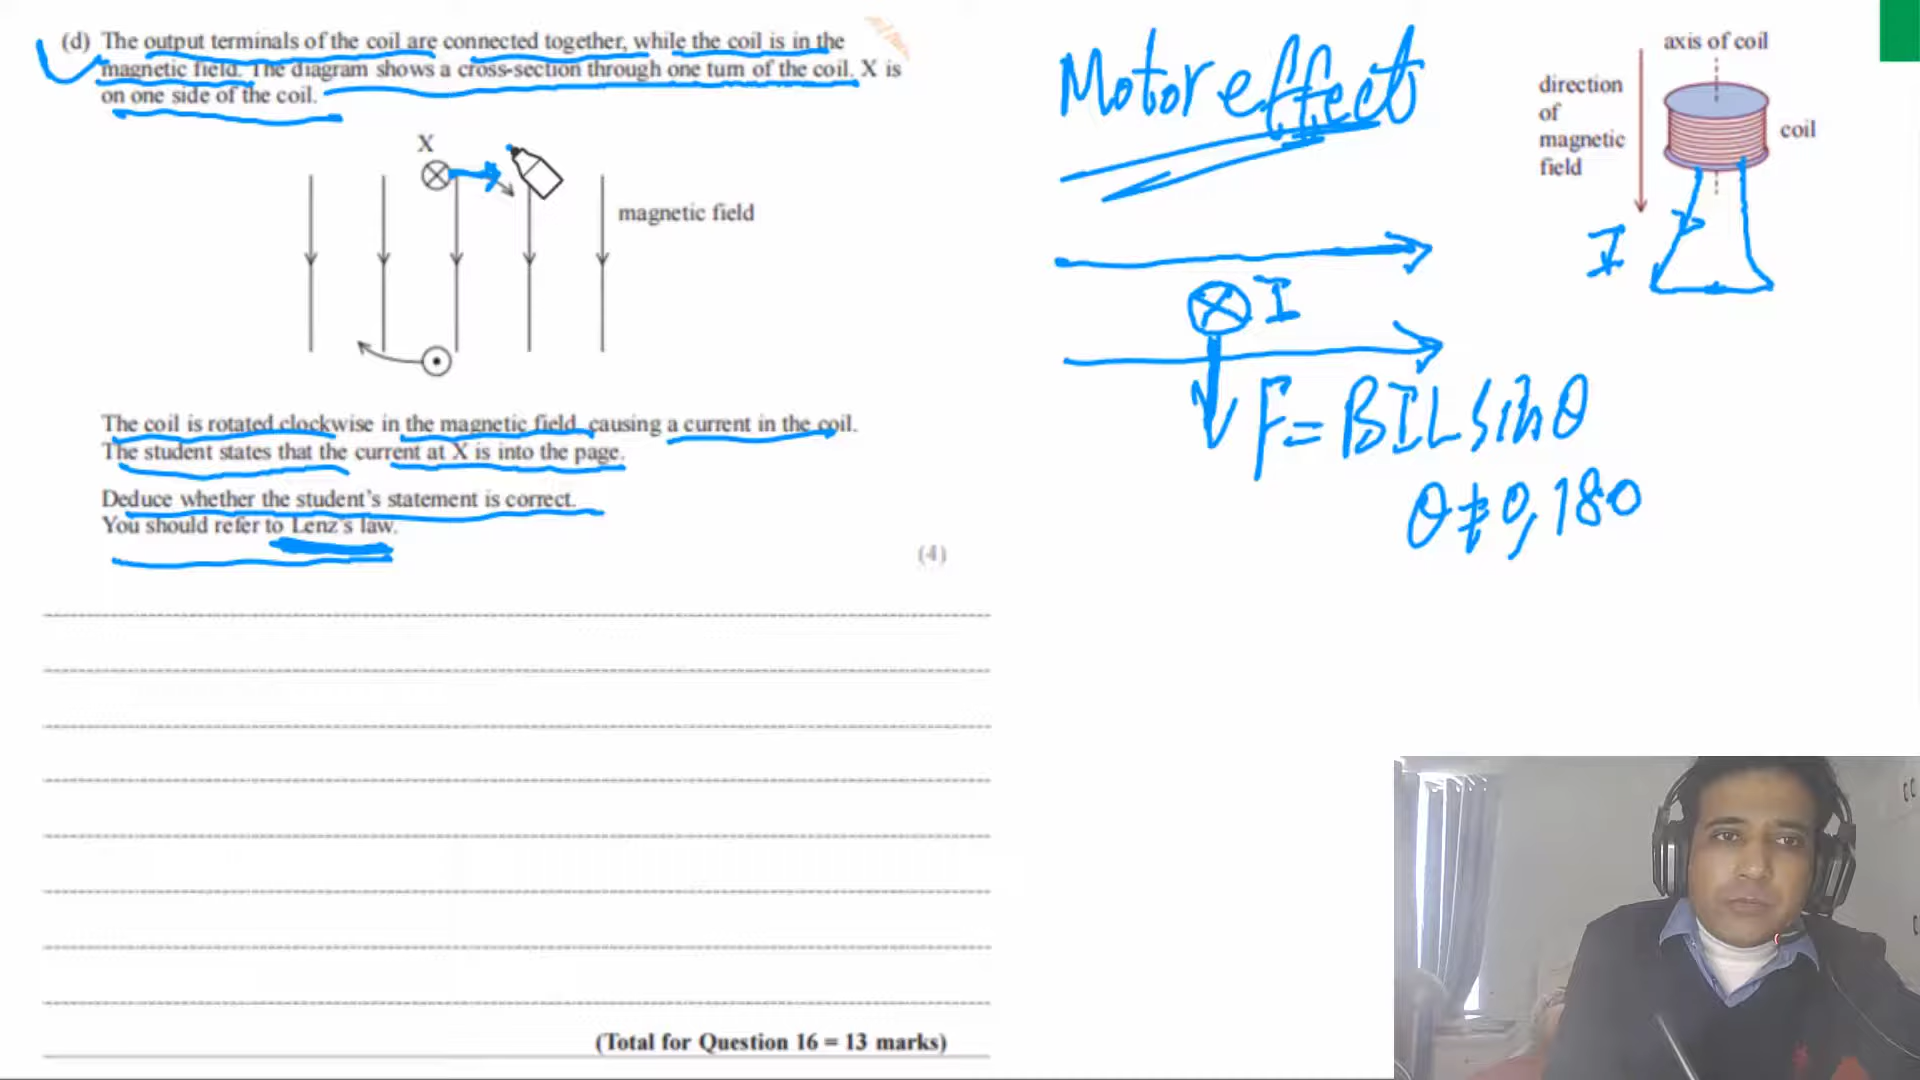 (d) The output terminals of the coil are connected together, while the coil is in the
magnetic field. The diagram shows a cross-section through one turn of the coil. X is
on one side of the coil.
X
magnetic field
The coil is rotated clockwise in the magnetic field causing a current in the coil.
The student states that the current at X is into the page.
Deduce whether the student's statement is correct.
You should refer to Lenz's law.
(4)
(Total for Question 16 = 13 marks)
Motor effect
I
F = BIL sin θ
θ ≠ 0, 180
axis of coil
direction
of
magnetic
field
coil
I